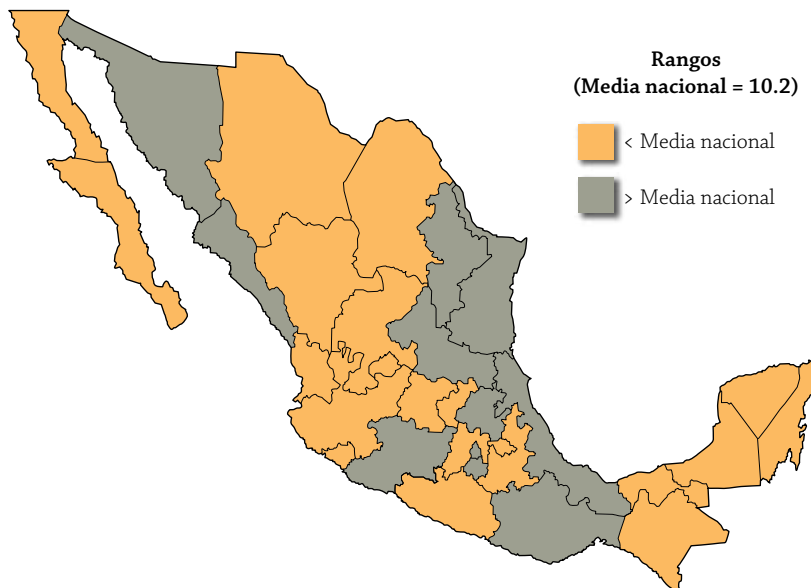 Rangos
(Media nacional = 10.2)
< Media nacional
> Media nacional